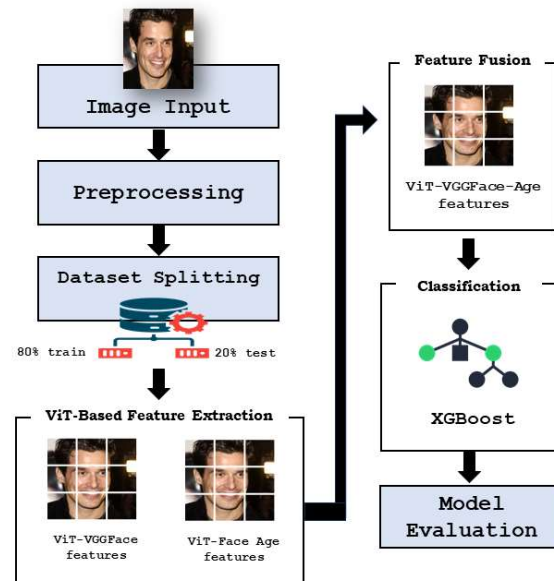 Image Input
Preprocessing
Dataset Splitting
80% train
20% test
ViT-Based Feature Extraction
ViT-VGGFace
features
ViT-Face Age
features
Feature Fusion
ViT-VGGFace-Age
features
Classification
XGBoost
Model
Evaluation